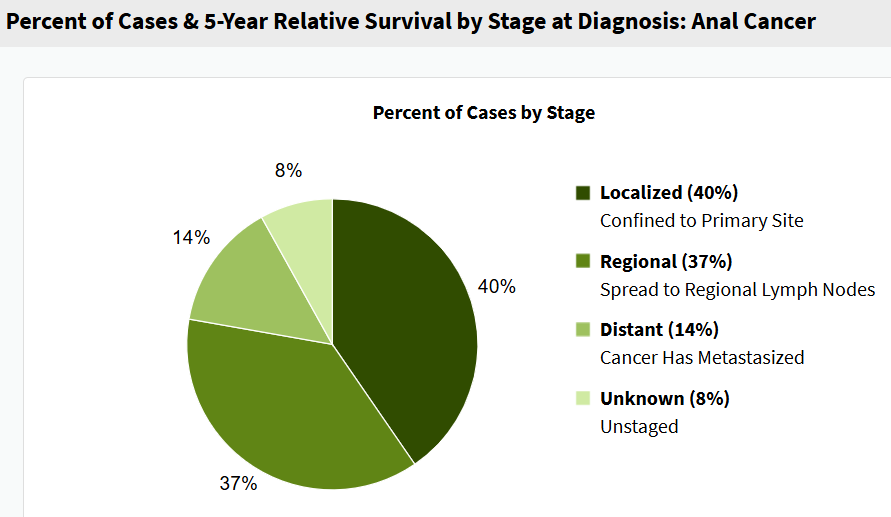 Percent of Cases & 5-Year Relative Survival by Stage at Diagnosis: Anal Cancer
Percent of Cases by Stage
8%
14%
40%
37%
Localized (40%)
Confined to Primary Site
Regional (37%)
Spread to Regional Lymph Nodes
Distant (14%)
Cancer Has Metastasized
Unknown (8%)
Unstaged